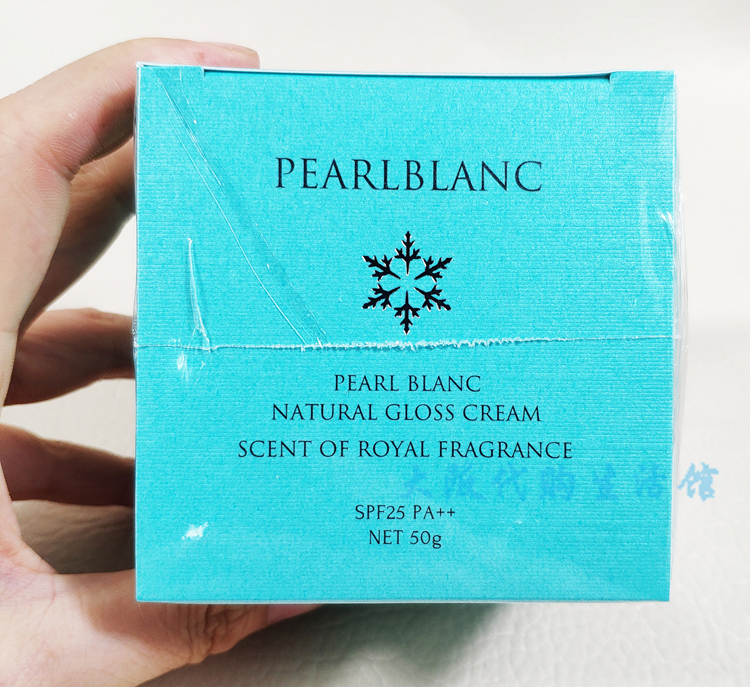 PEARLBLANC
PEARL BLANC
NATURAL GLOSS CREAM
SCENT OF ROYAL FRAGRANCE
大阪代购生活馆
SPF25 PA++
NET 50g